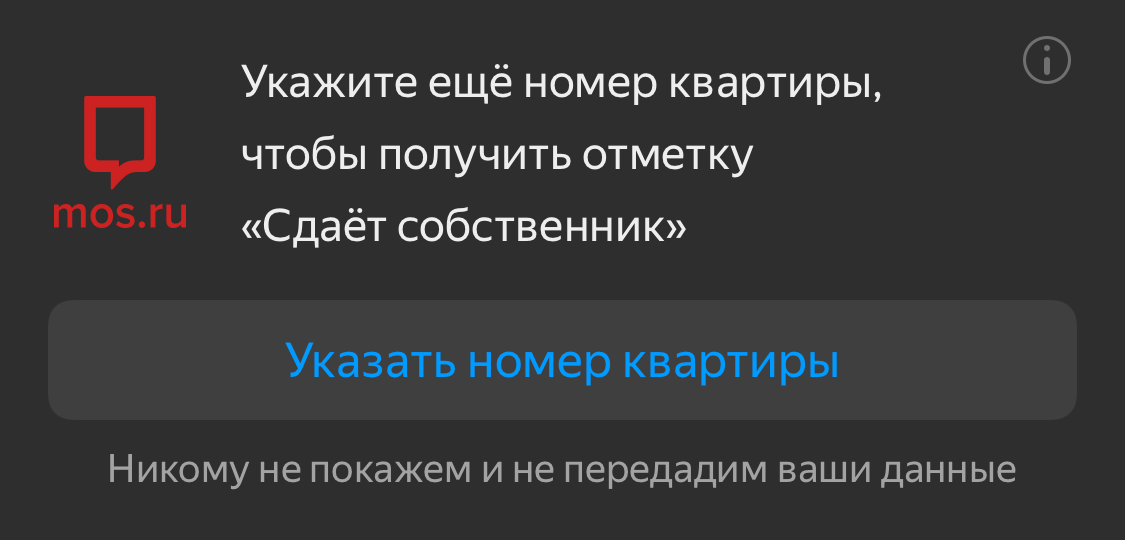 Укажите ещё номер квартиры,
чтобы получить отметку
«Сдаёт собственник»
mos.ru
Указать номер квартиры
Никому не покажем и не передадим ваши данные